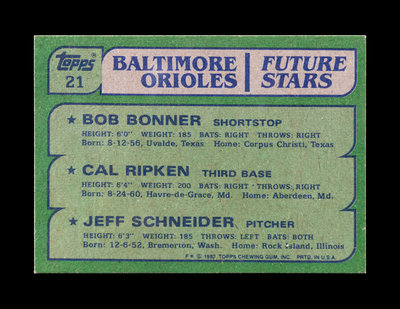 TOPPS
21
BALTIMORE ORIOLES
FUTURE STARS
★ BOB BONNER SHORTSTOP
HEIGHT: 6'0" WEIGHT: 185 BATS: RIGHT THROWS: RIGHT
Born: 8-12-56, Uvalde, Texas Home: Corpus Christi, Texas
★ CAL RIPKEN THIRD BASE
HEIGHT: 6'4" WEIGHT: 200 BATS: RIGHT THROWS: RIGHT
Born: 8-24-60, Havre-de-Grace, Md. Home: Aberdeen, Md.
★ JEFF SCHNEIDER PITCHER
HEIGHT: 6'3" WEIGHT: 185 THROWS: LEFT BATS: BOTH
Born: 12-6-52, Bremerton, Wash. Home: Rock Island, Illinois
F★ © 1982 TOPPS CHEWING GUM, INC. PRTD. IN U.S.A.